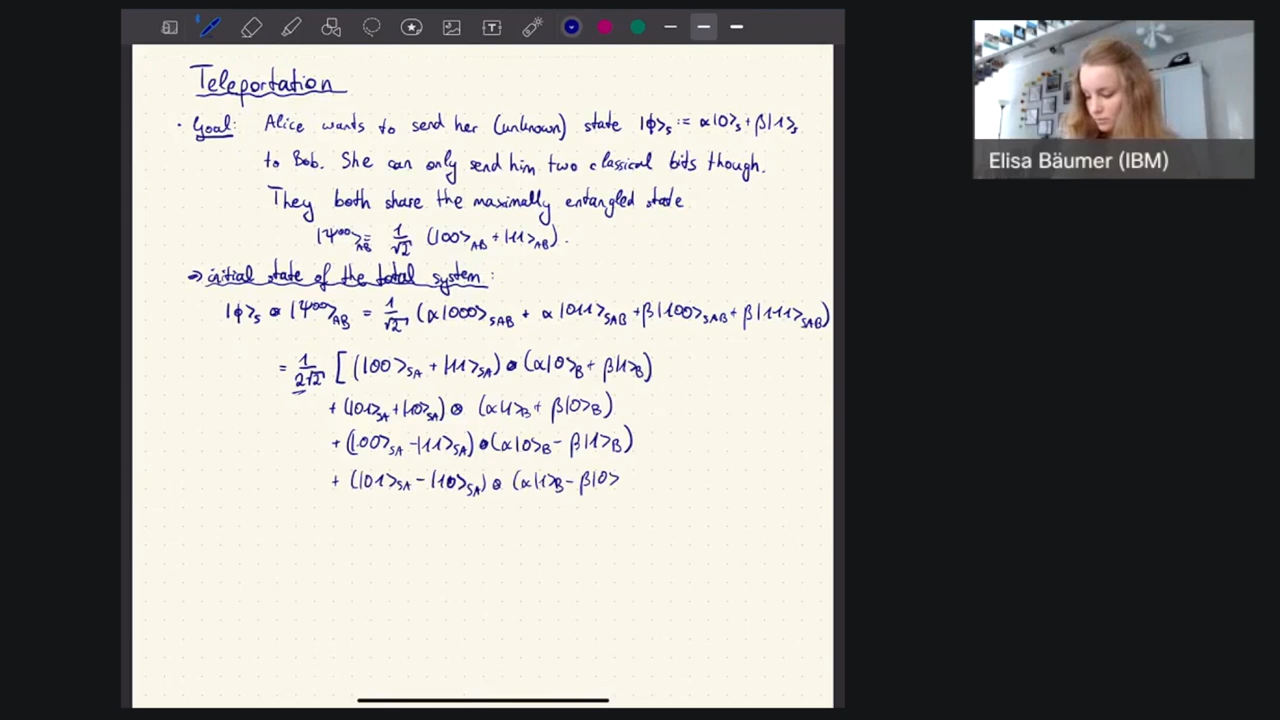 Teleportation
· Goal: Alice wants to send her (unknown) state |ϕ⟩_S := α|0⟩_S + β|1⟩_S
to Bob. She can only send him two classical bits though.
They both share the maximally entangled state
|ψ⁰⁰⟩_AB = 1/√2 (|00⟩_AB + |11⟩_AB).
⇒ initial state of the total system:
|ϕ⟩_S ⊗ |ψ⁰⁰⟩_AB = 1/√2 (α|000⟩_SAB + α|011⟩_SAB + β|100⟩_SAB + β|111⟩_SAB)
= 1/2√2 [(|00⟩_SA + |11⟩_SA) ⊗ (α|0⟩_B + β|1⟩_B)
+ (|01⟩_SA + |10⟩_SA) ⊗ (α|1⟩_B + β|0⟩_B)
+ (|00⟩_SA − |11⟩_SA) ⊗ (α|0⟩_B − β|1⟩_B)
+ (|01⟩_SA − |10⟩_SA) ⊗ (α|1⟩_B − β|0⟩
Elisa Bäumer (IBM)